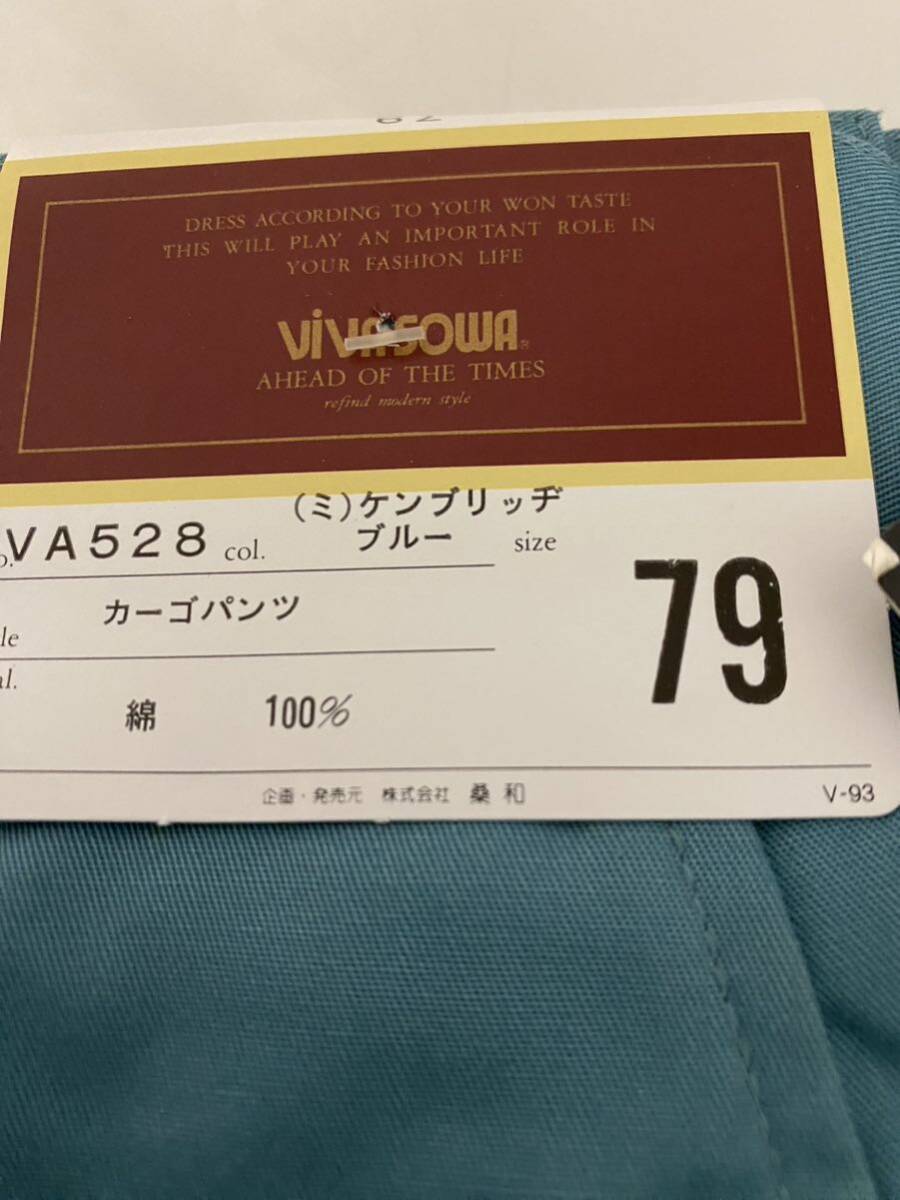 DRESS ACCORDING TO YOUR WON TASTE
THIS WILL PLAY AN IMPORTANT ROLE IN
YOUR FASHION LIFE
ViVASOWA®
AHEAD OF THE TIMES
refind modern style
VA528 col. (ミ)ケンブリッヂ
ブルー size
79
カーゴパンツ
綿 100%
企画・発売元 株式会社 桑和 V-93